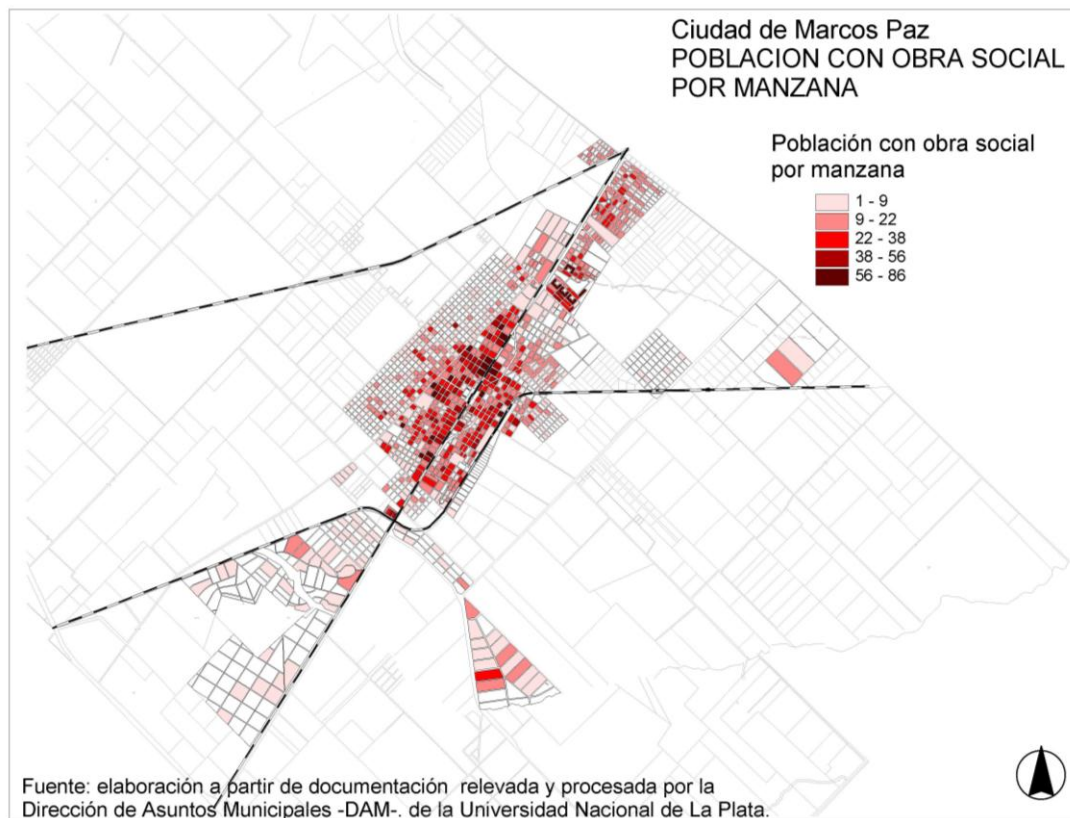 Ciudad de Marcos Paz
POBLACION CON OBRA SOCIAL
POR MANZANA
Población con obra social
por manzana
1 - 9
9 - 22
22 - 38
38 - 56
56 - 86
Fuente: elaboración a partir de documentación relevada y procesada por la
Dirección de Asuntos Municipales -DAM-. de la Universidad Nacional de La Plata.